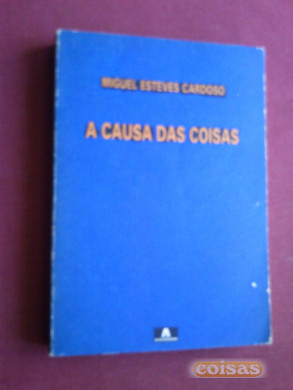 MIGUEL ESTEVES CARDOSO
A CAUSA DAS COISAS
A
coisas